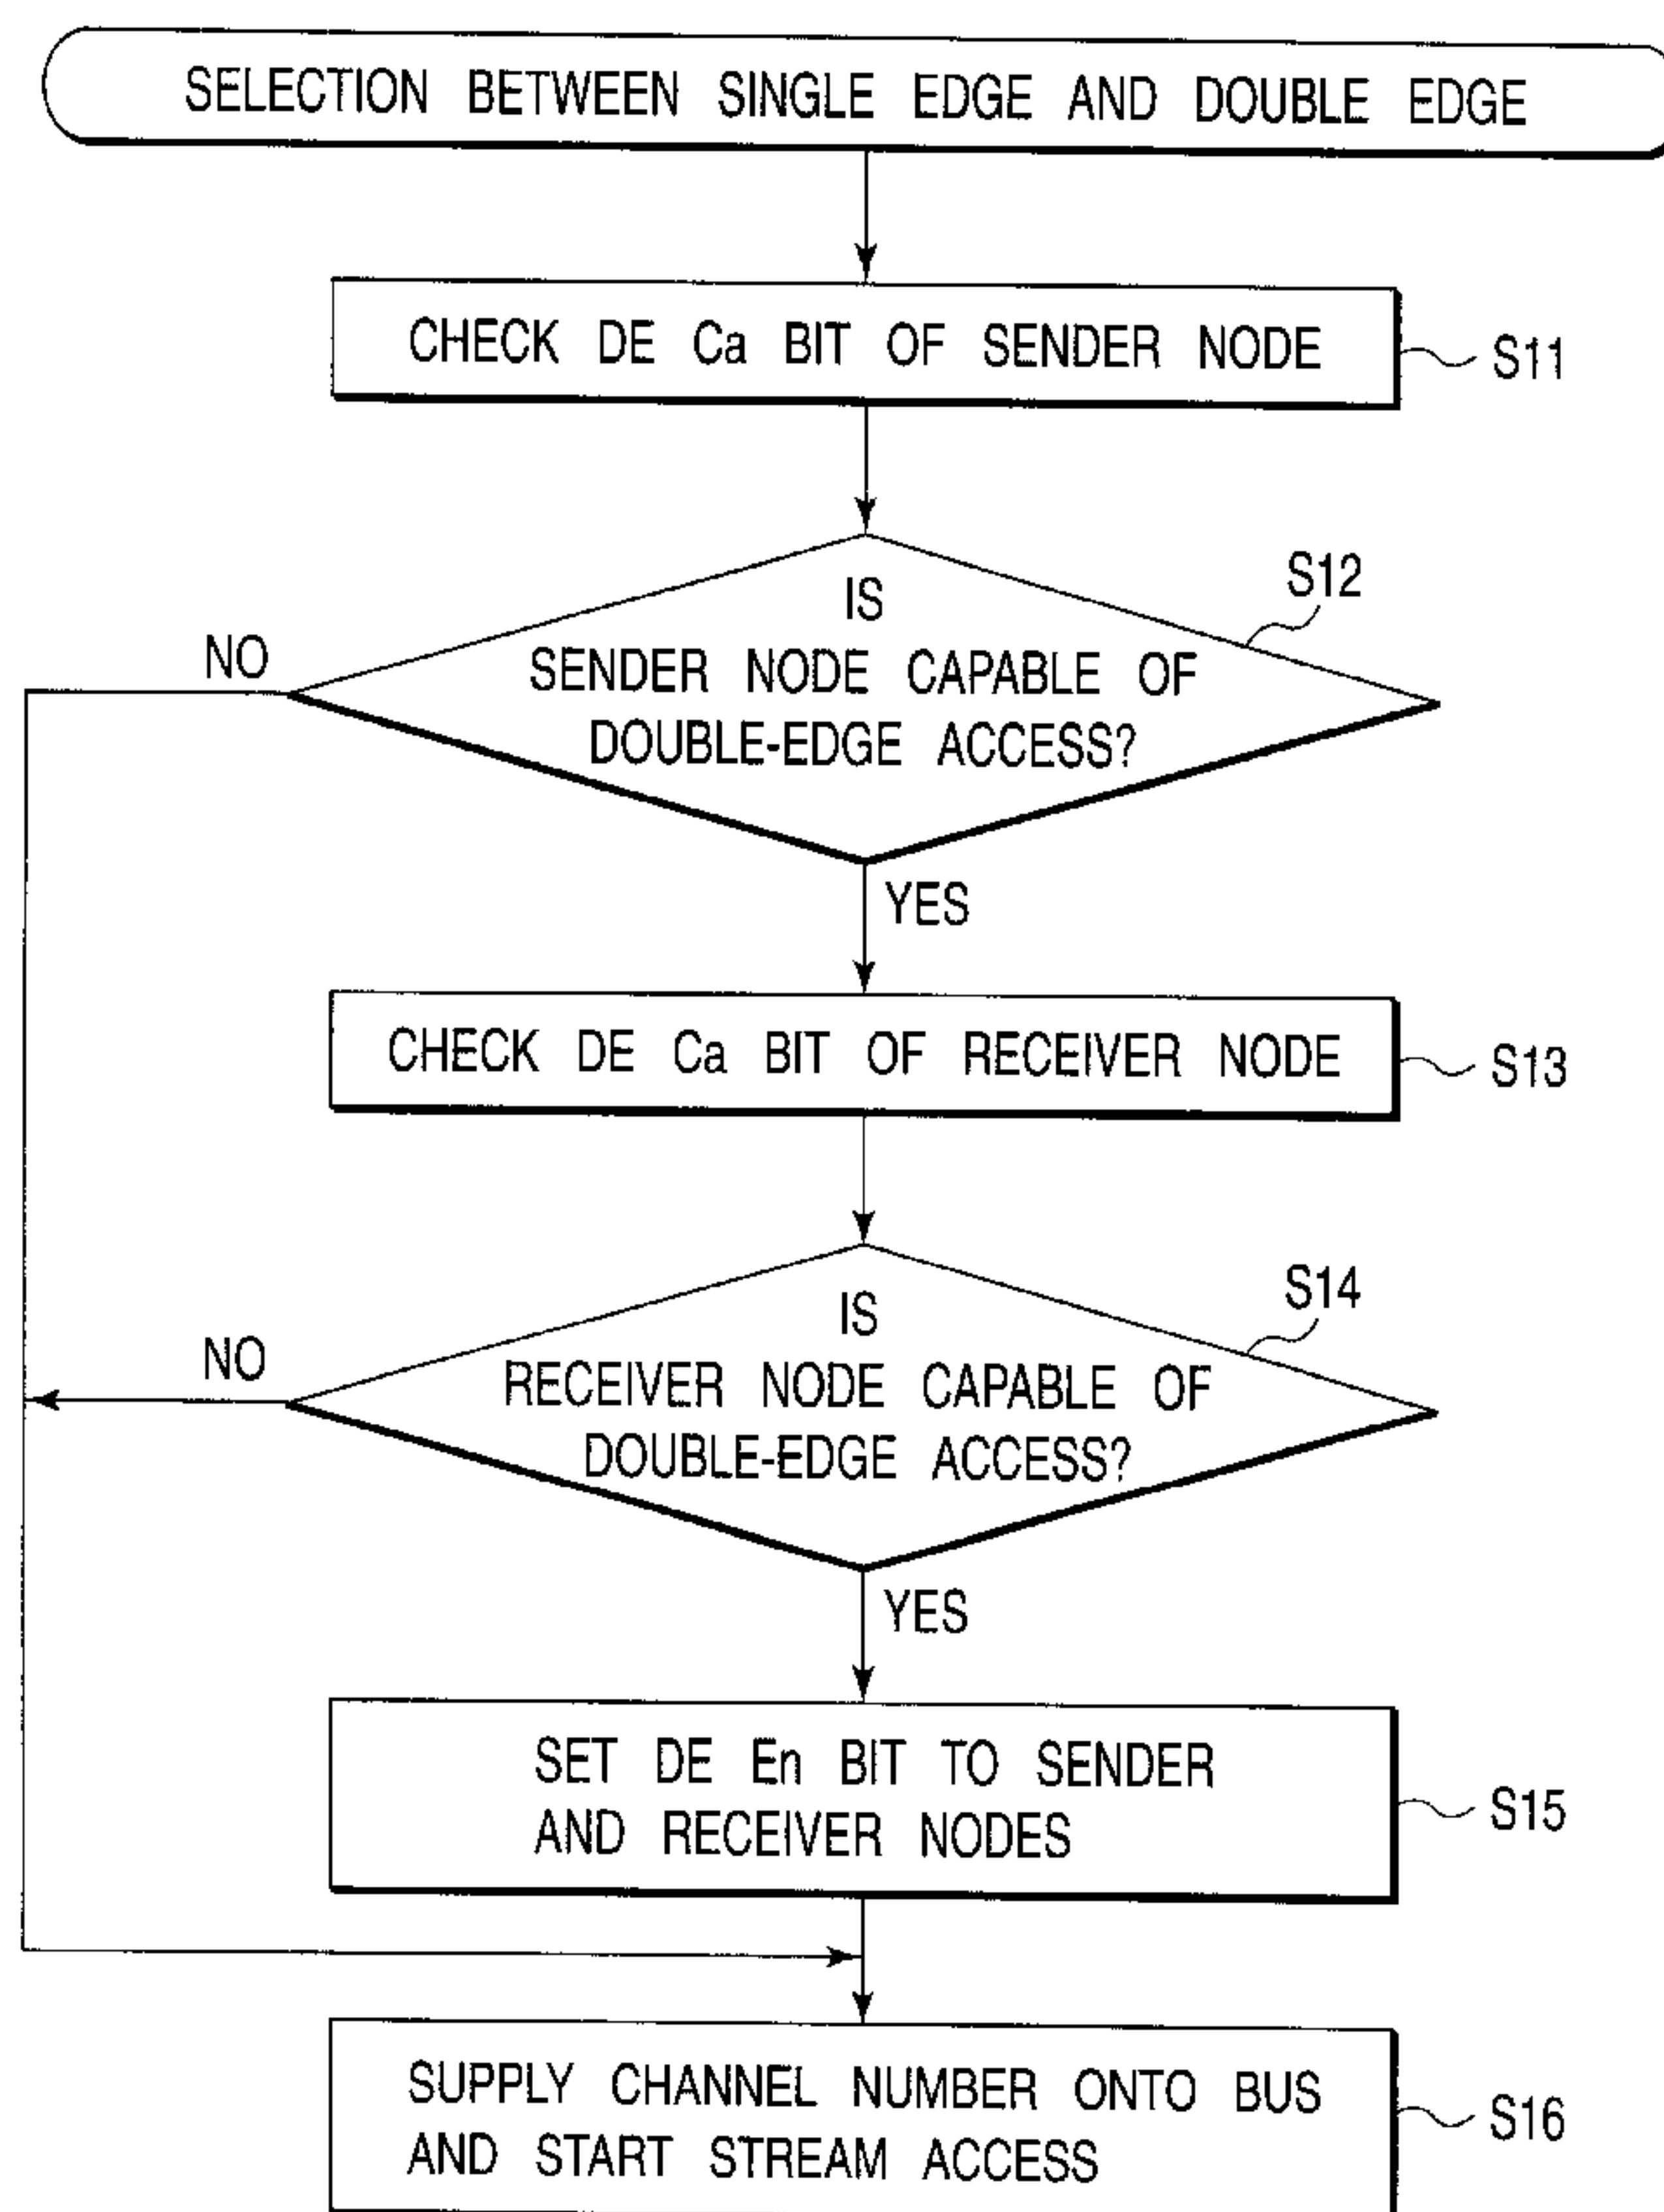 SELECTION BETWEEN SINGLE EDGE AND DOUBLE EDGE
CHECK DE Ca BIT OF SENDER NODE
S11
S12
IS
SENDER NODE CAPABLE OF
DOUBLE-EDGE ACCESS?
NO
YES
CHECK DE Ca BIT OF RECEIVER NODE
S13
S14
IS
RECEIVER NODE CAPABLE OF
DOUBLE-EDGE ACCESS?
NO
YES
SET DE En BIT TO SENDER
AND RECEIVER NODES
S15
SUPPLY CHANNEL NUMBER ONTO BUS
AND START STREAM ACCESS
S16